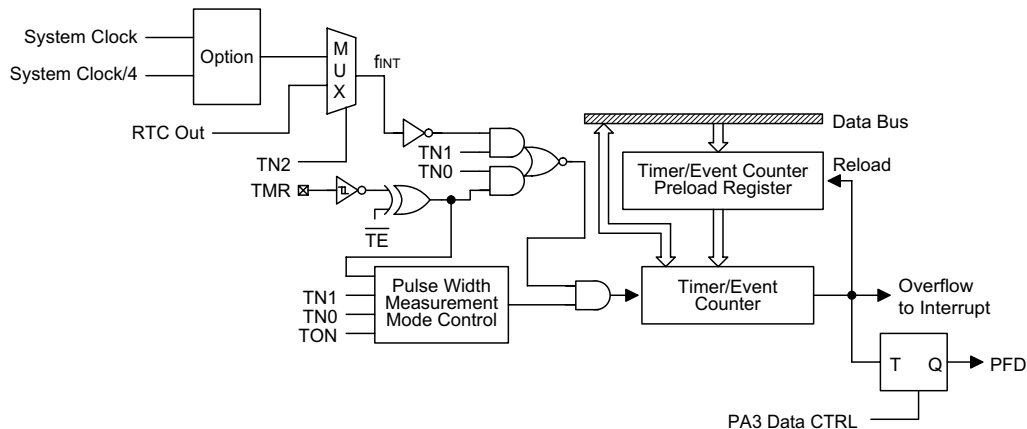 System Clock
System Clock/4
Option
M
U
X
fINT
RTC Out
TN2
TN1
TN0
TMR
TE
Data Bus
Timer/Event Counter
Preload Register
Reload
TN1
TN0
TON
Pulse Width
Measurement
Mode Control
Timer/Event
Counter
Overflow
to Interrupt
T
Q
PFD
PA3 Data CTRL